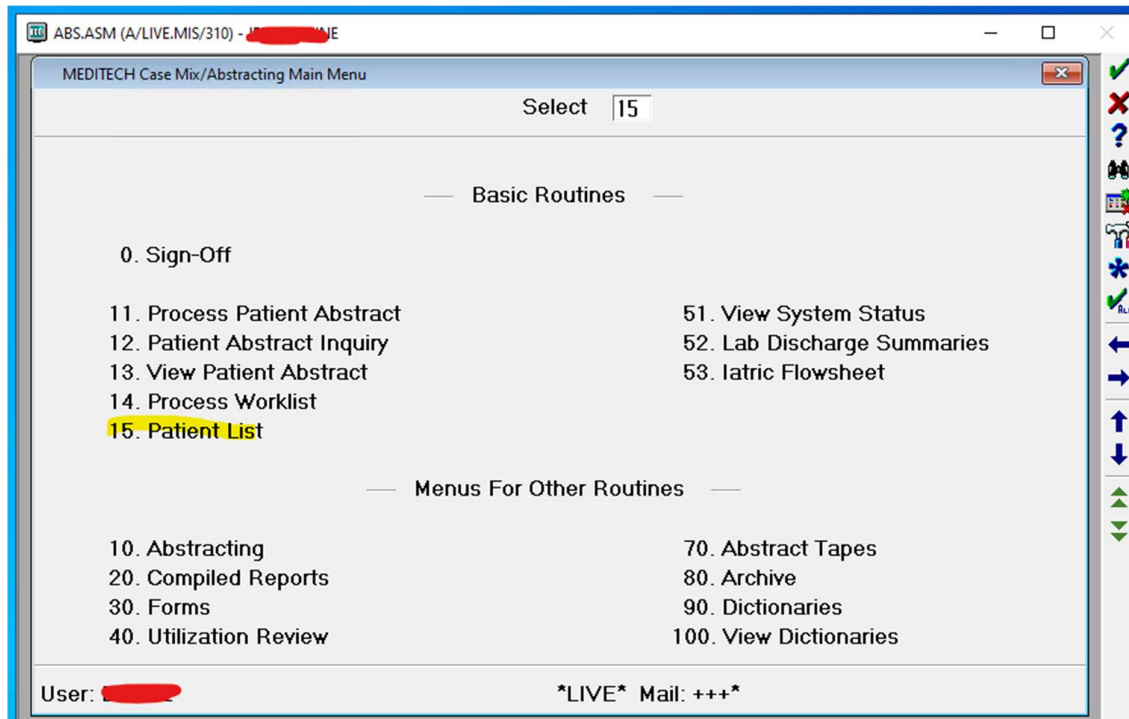 ABS.ASM (A/LIVE.MIS/310) -
MEDITECH Case Mix/Abstracting Main Menu
Select 15
Basic Routines
0. Sign-Off
11. Process Patient Abstract
12. Patient Abstract Inquiry
13. View Patient Abstract
14. Process Worklist
15. Patient List
51. View System Status
52. Lab Discharge Summaries
53. Iatric Flowsheet
Menus For Other Routines
10. Abstracting
20. Compiled Reports
30. Forms
40. Utilization Review
70. Abstract Tapes
80. Archive
90. Dictionaries
100. View Dictionaries
User:
*LIVE* Mail: +++*